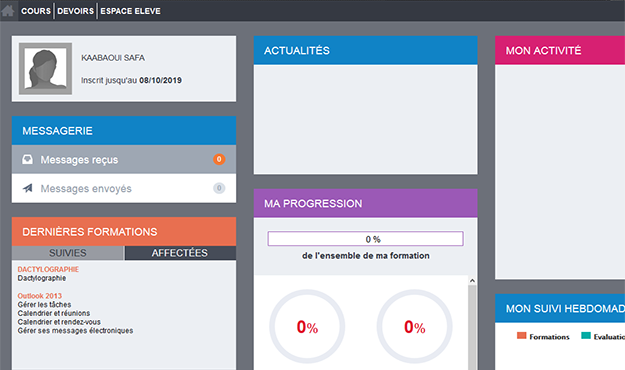 COURS DEVOIRS ESPACE ELEVE
KAABAOUI SAFA
Inscrit jusqu'au 08/10/2019
MESSAGERIE
Messages reçus 0
Messages envoyés 0
DERNIÈRES FORMATIONS
SUIVIES AFFECTÉES
DACTYLOGRAPHIE
Dactylographie
Outlook 2013
Gérer les tâches
Calendrier et réunions
Calendrier et rendez-vous
Gérer ses messages électroniques
ACTUALITÉS
MA PROGRESSION
0 %
de l'ensemble de ma formation
0% 0%
MON ACTIVITÉ
MON SUIVI HEBDOMAD
Formations Evaluatio